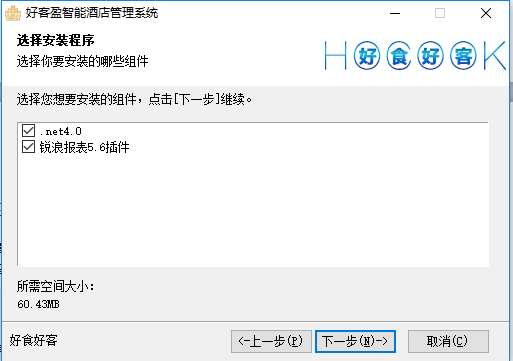 好客盈智能酒店管理系统
选择安装程序
选择你要安装的哪些组件
H好食好客K
选择您想要安装的组件，点击[下一步]继续。
.net4.0
锐浪报表5.6插件
所需空间大小：
60.43MB
好食好客
<-上一步(P)
下一步(N)->
取消(C)